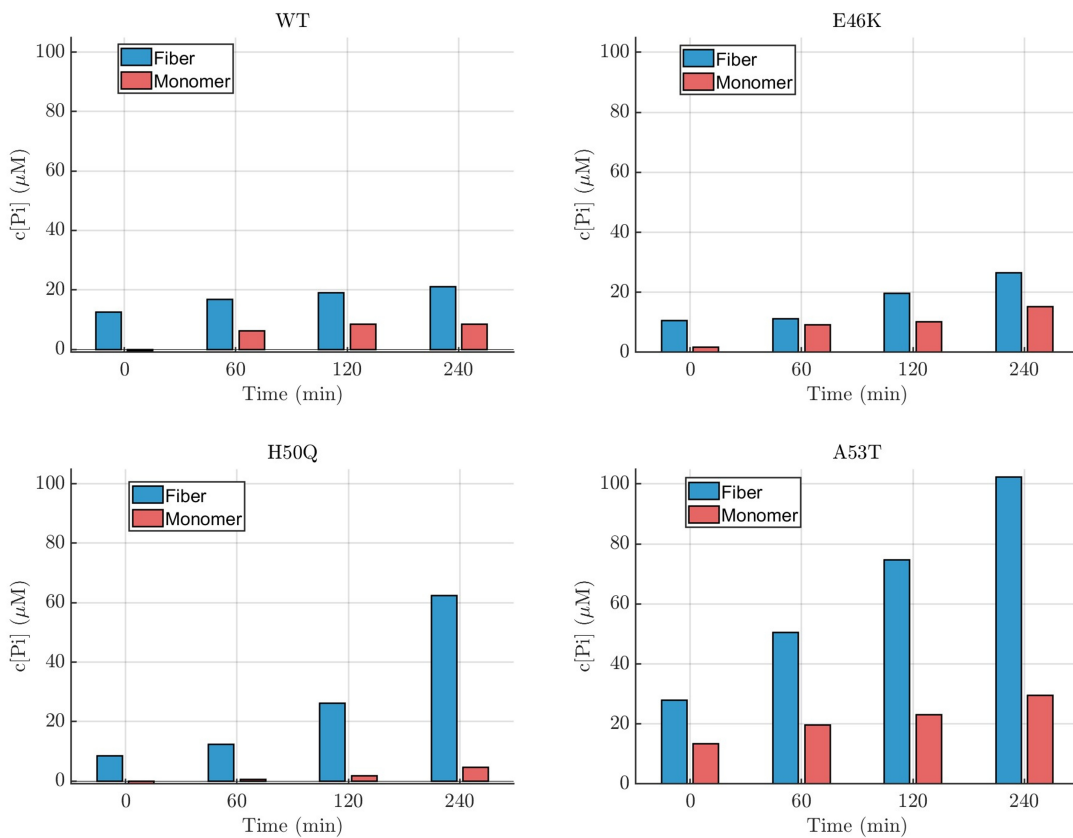 WT
100
80
60
40
20
0
c[Pi] (μM)
Fiber
Monomer
0 60 120 240
Time (min)
E46K
100
80
60
40
20
0
c[Pi] (μM)
Fiber
Monomer
0 60 120 240
Time (min)
H50Q
100
80
60
40
20
0
c[Pi] (μM)
Fiber
Monomer
0 60 120 240
Time (min)
A53T
100
80
60
40
20
0
c[Pi] (μM)
Fiber
Monomer
0 60 120 240
Time (min)